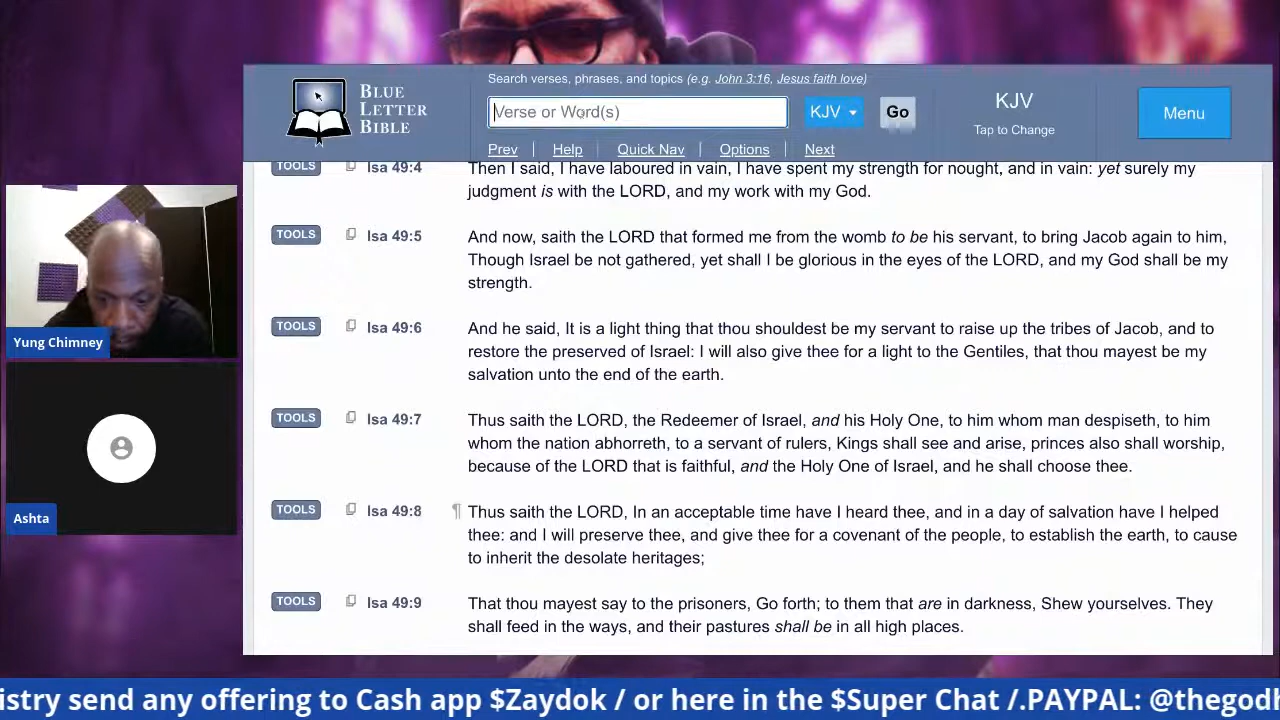 Search verses, phrases, and topics (e.g. John 3:16, Jesus faith love)
BLUE
LETTER
BIBLE
Verse or Word(s)
KJV
Go
KJV
Tap to Change
Menu
Prev | Help | Quick Nav | Options | Next
TOOLS Isa 49:4 Then I said, I have laboured in vain, I have spent my strength for nought, and in vain: yet surely my
judgment is with the LORD, and my work with my God.
TOOLS Isa 49:5 And now, saith the LORD that formed me from the womb to be his servant, to bring Jacob again to him,
Though Israel be not gathered, yet shall I be glorious in the eyes of the LORD, and my God shall be my
strength.
TOOLS Isa 49:6 And he said, It is a light thing that thou shouldest be my servant to raise up the tribes of Jacob, and to
restore the preserved of Israel: I will also give thee for a light to the Gentiles, that thou mayest be my
salvation unto the end of the earth.
TOOLS Isa 49:7 Thus saith the LORD, the Redeemer of Israel, and his Holy One, to him whom man despiseth, to him
whom the nation abhorreth, to a servant of rulers, Kings shall see and arise, princes also shall worship,
because of the LORD that is faithful, and the Holy One of Israel, and he shall choose thee.
TOOLS Isa 49:8 ¶ Thus saith the LORD, In an acceptable time have I heard thee, and in a day of salvation have I helped
thee: and I will preserve thee, and give thee for a covenant of the people, to establish the earth, to cause
to inherit the desolate heritages;
TOOLS Isa 49:9 That thou mayest say to the prisoners, Go forth; to them that are in darkness, Shew yourselves. They
shall feed in the ways, and their pastures shall be in all high places.
Yung Chimney
Ashta
istry send any offering to Cash app $Zaydok / or here in the $Super Chat /.PAYPAL: @thegodh